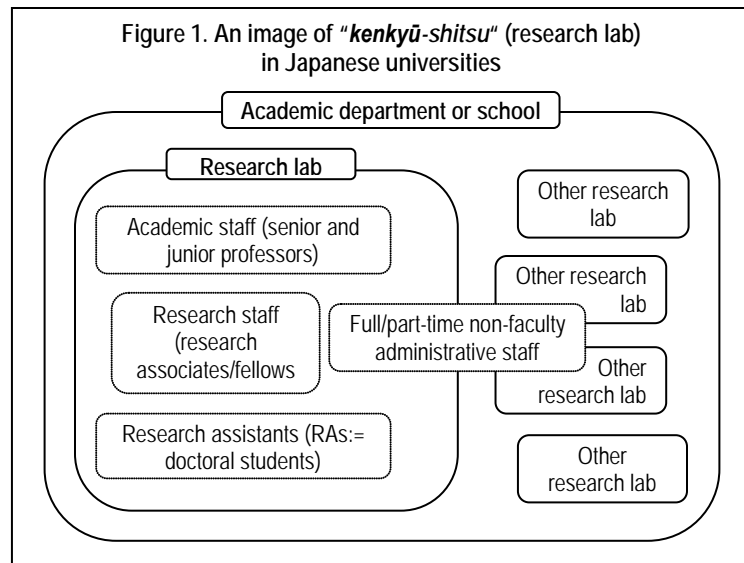 Figure 1. An image of “kenkyū-shitsu“ (research lab)
in Japanese universities
Academic department or school
Research lab
Academic staff (senior and
junior professors)
Research staff
(research
associates/fellows
Research assistants (RAs:=
doctoral students)
Full/part-time non-faculty
administrative staff
Other research
lab
Other research
lab
Other
research lab
Other
research lab